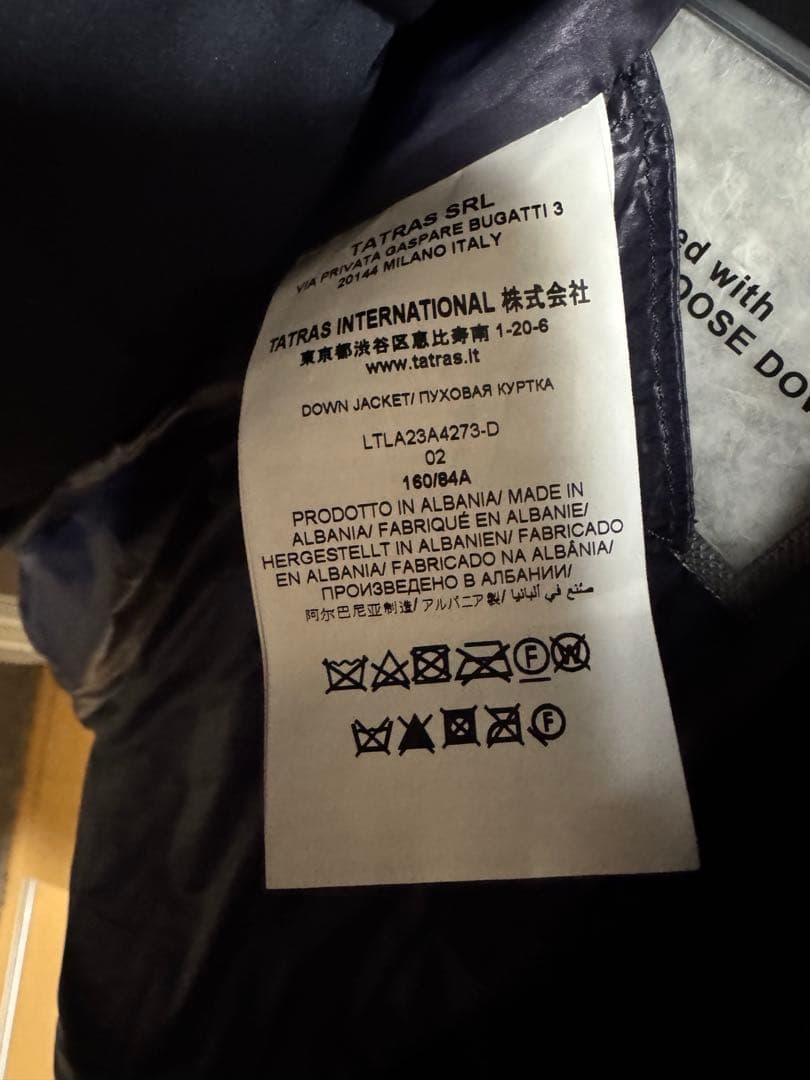 TATRAS SRL
VIA PRIVATA GASPARE BUGATTI 3
20144 MILANO ITALY
TATRAS INTERNATIONAL 株式会社
東京都渋谷区恵比寿南 1-20-6
www.tatras.it
DOWN JACKET/ ПУХОВАЯ КУРТКА
LTLA23A4273-D
02
160/84A
PRODOTTO IN ALBANIA/ MADE IN
ALBANIA/ FABRIQUÉ EN ALBANIE/
HERGESTELLT IN ALBANIEN/ FABRICADO
EN ALBANIA/ FABRICADO NA ALBÂNIA/
ПРОИЗВЕДЕНО В АЛБАНИИ/
阿尔巴尼亚制造/ アルバニア製/ صنع في ألبانيا
F W
F
with